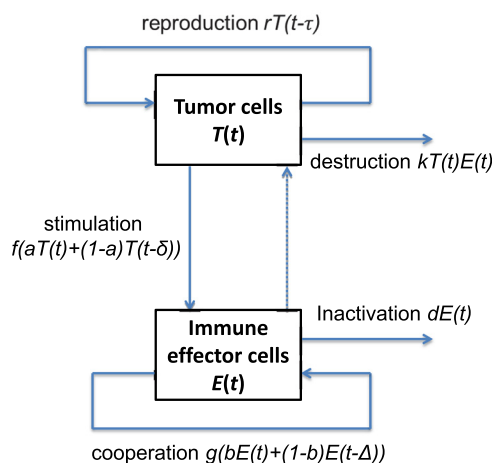 reproduction rT(t-τ)
Tumor cells
T(t)
destruction kT(t)E(t)
stimulation
f(aT(t)+(1-a)T(t-δ))
Inactivation dE(t)
Immune
effector cells
E(t)
cooperation g(bE(t)+(1-b)E(t-Δ))